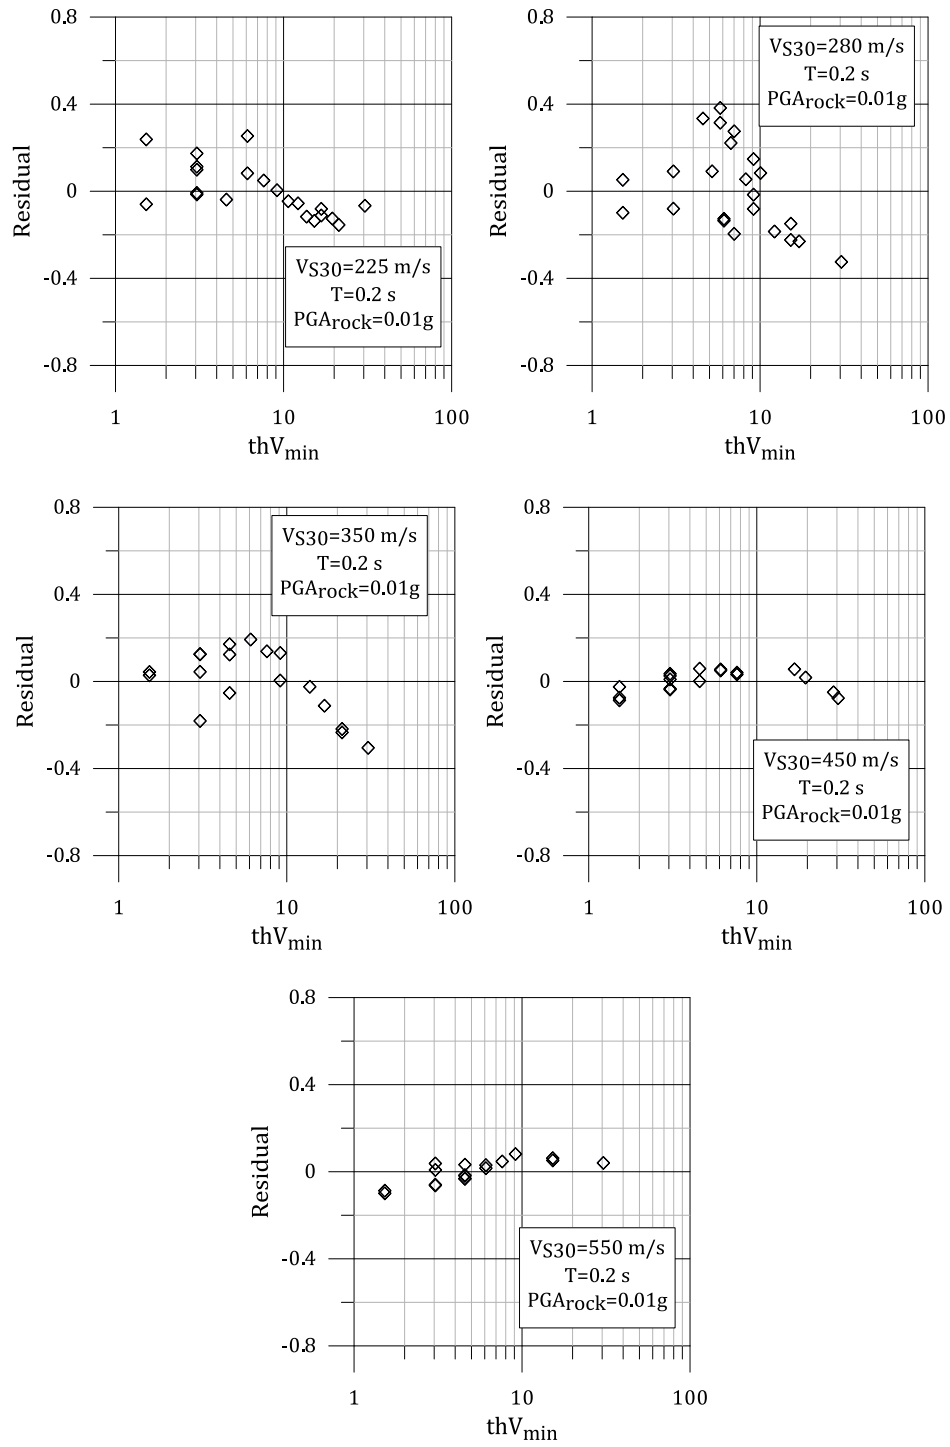 0.8
0.4
0
-0.4
-0.8
Residual
VS30=225 m/s
T=0.2 s
PGArock=0.01g
1 10 100
thVmin
0.8
0.4
0
-0.4
-0.8
Residual
VS30=280 m/s
T=0.2 s
PGArock=0.01g
1 10 100
thVmin
0.8
0.4
0
-0.4
-0.8
Residual
VS30=350 m/s
T=0.2 s
PGArock=0.01g
1 10 100
thVmin
0.8
0.4
0
-0.4
-0.8
Residual
VS30=450 m/s
T=0.2 s
PGArock=0.01g
1 10 100
thVmin
0.8
0.4
0
-0.4
-0.8
Residual
VS30=550 m/s
T=0.2 s
PGArock=0.01g
1 10 100
thVmin